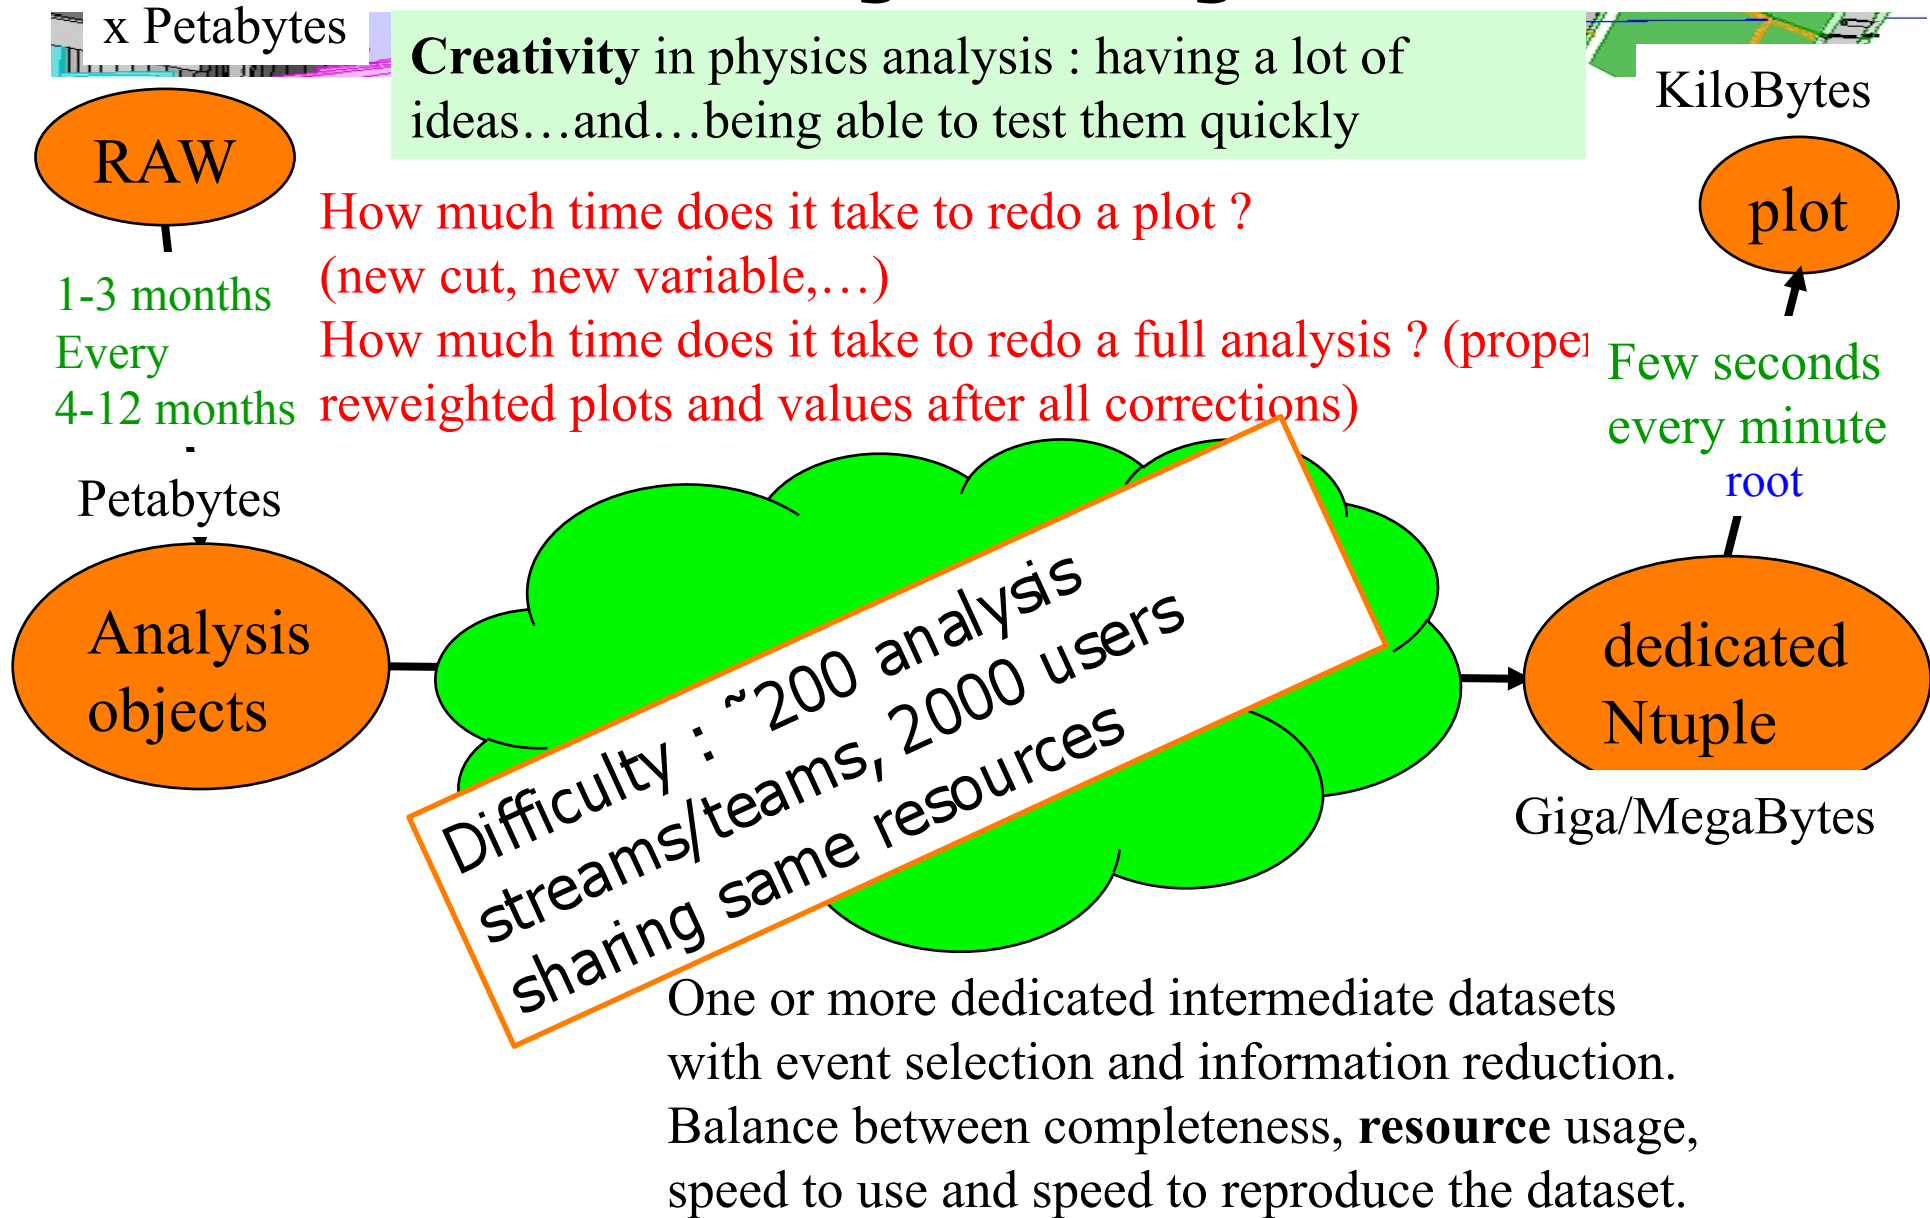 x Petabytes
Creativity in physics analysis : having a lot of
ideas…and…being able to test them quickly
KiloBytes
RAW
plot
How much time does it take to redo a plot ?
(new cut, new variable,…)
How much time does it take to redo a full analysis ? (proper
reweighted plots and values after all corrections)
1-3 months
Every
4-12 months
Few seconds
every minute
root
Petabytes
Analysis
objects
Difficulty : ~200 analysis
streams/teams, 2000 users
sharing same resources
dedicated
Ntuple
Giga/MegaBytes
One or more dedicated intermediate datasets
with event selection and information reduction.
Balance between completeness, resource usage,
speed to use and speed to reproduce the dataset.